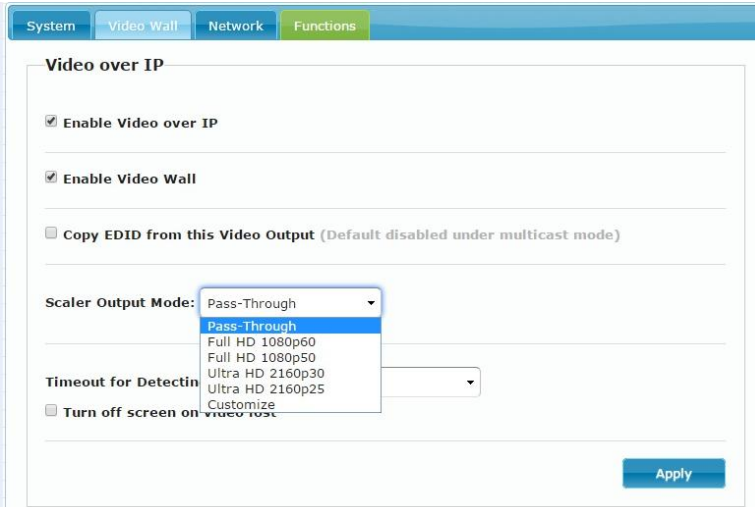 System Video Wall Network Functions
Video over IP
Enable Video over IP
Enable Video Wall
Copy EDID from this Video Output (Default disabled under multicast mode)
Scaler Output Mode: Pass-Through
Pass-Through
Full HD 1080p60
Full HD 1080p50
Ultra HD 2160p30
Ultra HD 2160p25
Customize
Timeout for Detectin
Turn off screen on video lost
Apply